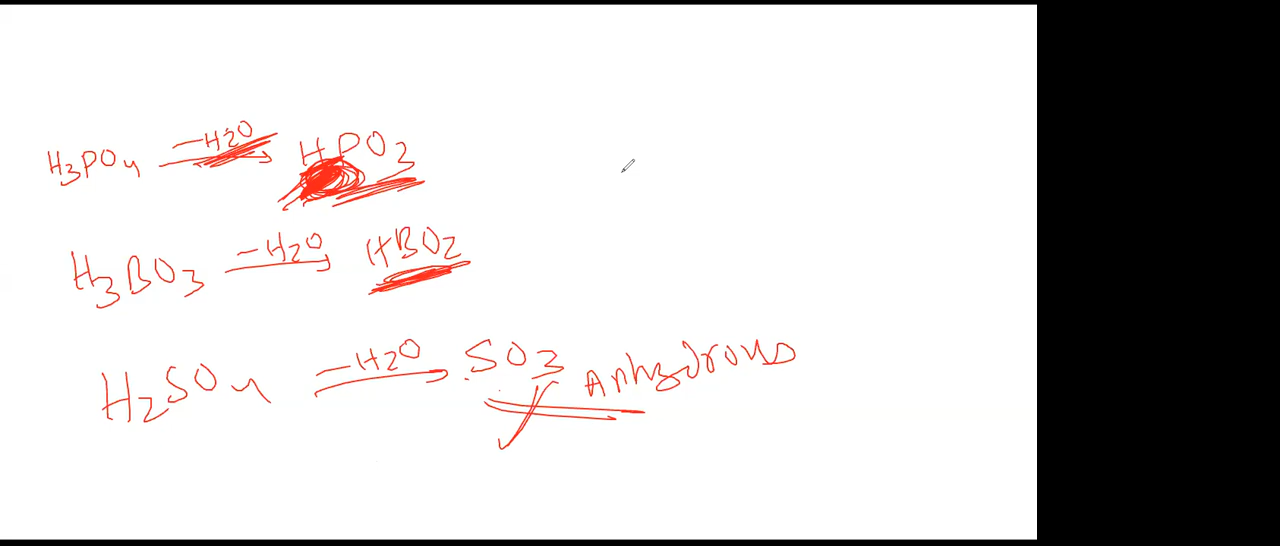 H3PO4 −H2O → HPO3
H3BO3 −H2O → HBO2
H2SO4 −H2O → SO3 Anhydrous